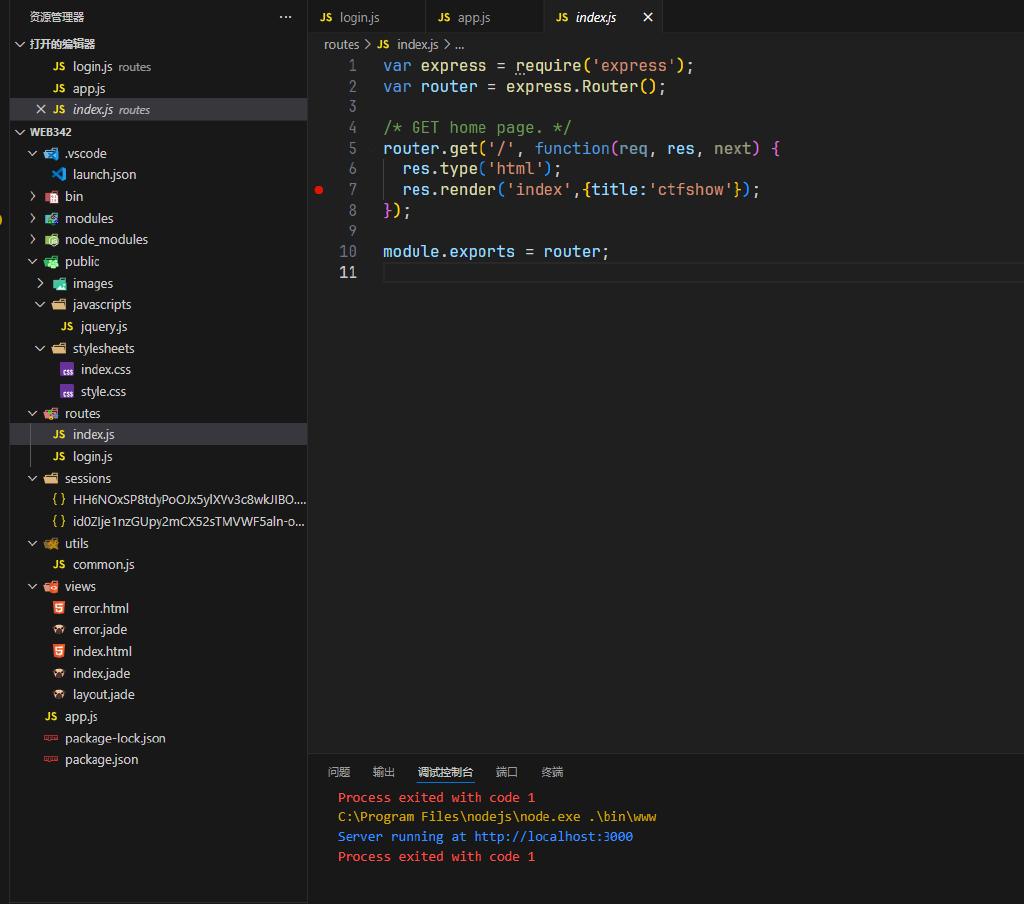 资源管理器
···
打开的编辑器
JS login.js routes
JS app.js
× JS index.js routes
WEB342
.vscode
launch.json
bin
modules
node_modules
public
images
javascripts
JS jquery.js
stylesheets
css index.css
css style.css
routes
JS index.js
JS login.js
sessions
{ } HH6NOxSP8tdyPoOJx5ylXVv3c8wkJIBO....
{ } id0ZIje1nzGUpy2mCX52sTMVWF5aln-o...
utils
JS common.js
views
error.html
error.jade
index.html
index.jade
layout.jade
JS app.js
package-lock.json
package.json
JS login.js
JS app.js
JS index.js ×
routes > JS index.js > ...
1 var express = require('express');
2 var router = express.Router();
3
4 /* GET home page. */
5 router.get('/', function(req, res, next) {
6 res.type('html');
7 res.render('index',{title:'ctfshow'});
8 });
9
10 module.exports = router;
11
问题 输出 调试控制台 端口 终端
Process exited with code 1
C:\Program Files\nodejs\node.exe .\bin\www
Server running at http://localhost:3000
Process exited with code 1